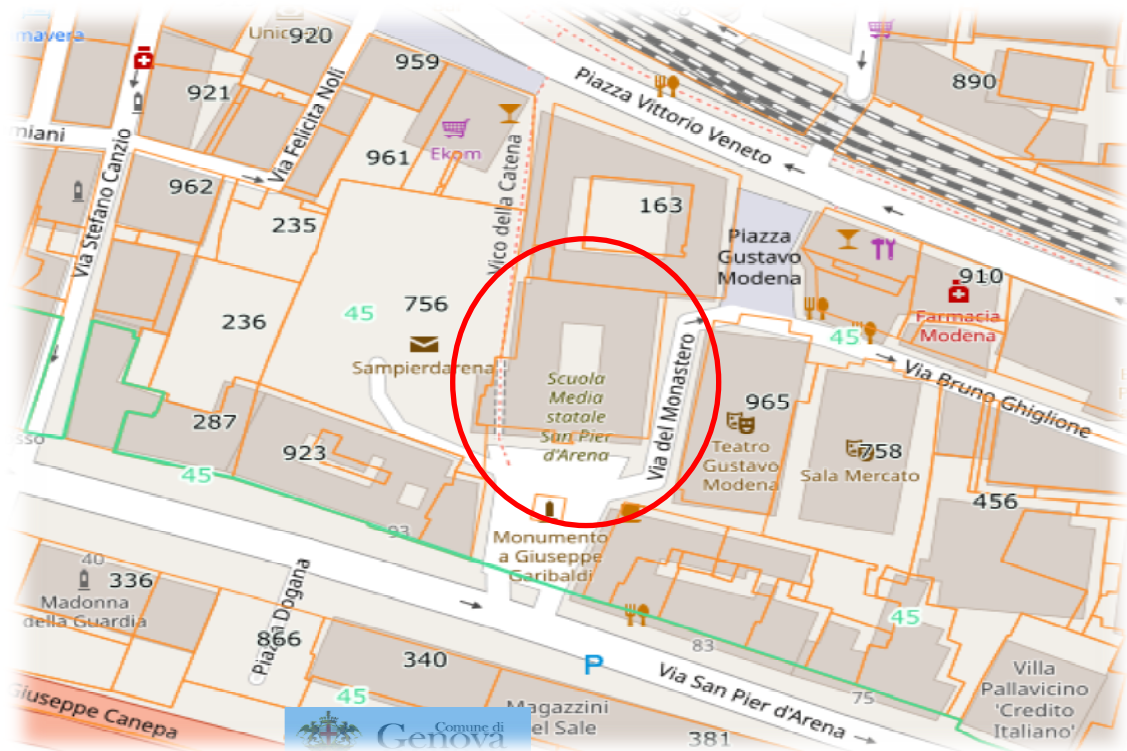 920
959
921
890
Piazza Vittorio Veneto
Via Felicita Noli
Via Stefano Canzio
Ekom
961
962
163
235
Vico della Catena
Piazza
Gustavo
Modena
910
756
45
236
Farmacia
Modena
45
Sampierdarena
Via Bruno Ghiglione
Scuola
Media
statale
San Pier
d'Arena
Via del Monastero
965
287
923
Teatro
Gustavo
Modena
758
Sala Mercato
45
456
93
Monumento
a Giuseppe
Garibaldi
40
336
Madonna
della Guardia
Piazza Dogana
866
45
340
P
83
Via San Pier d'Arena
75
45
Villa
Pallavicino
'Credito
Italiano'
Giuseppe Canepa
Magazzini
el Sale
381
Comune di
Genova